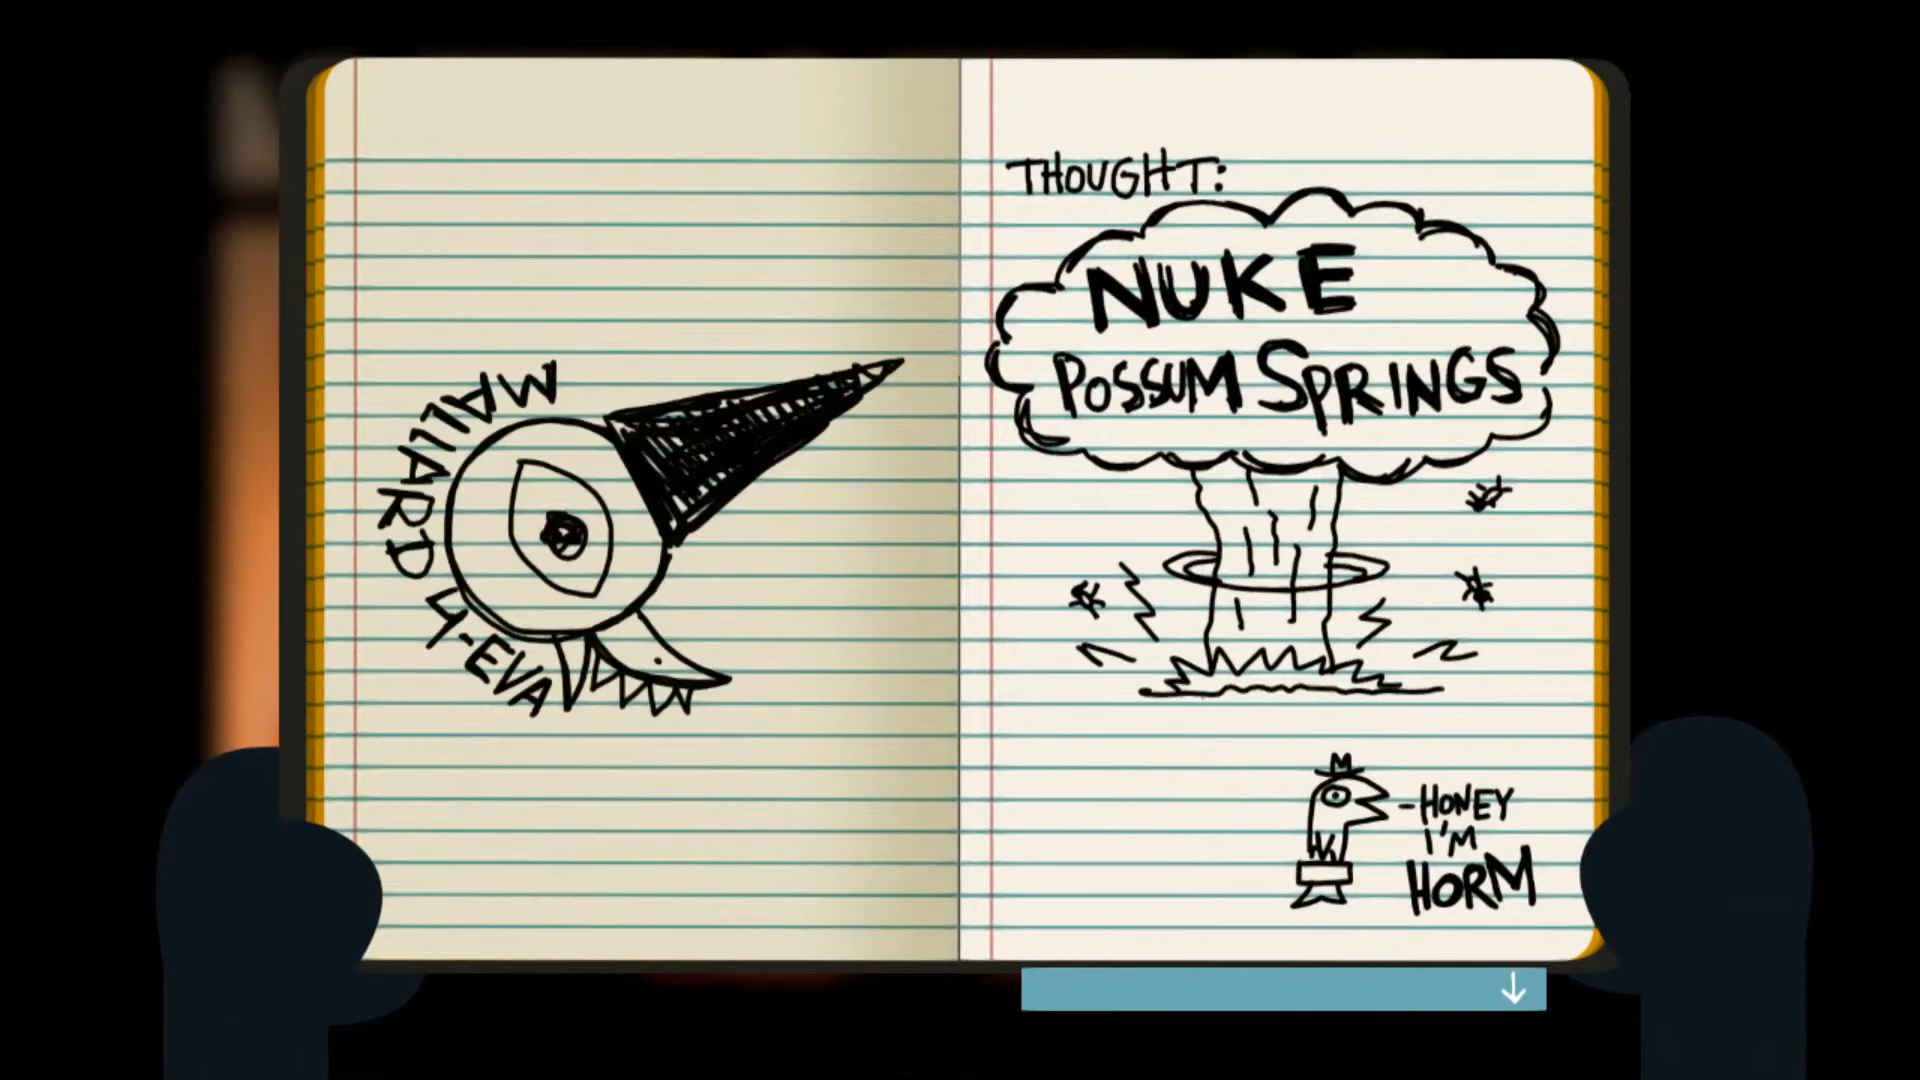 MALLARD 4-EVA
THOUGHT:
NUKE
POSSUM SPRINGS
M
-HONEY
I'M
HORM